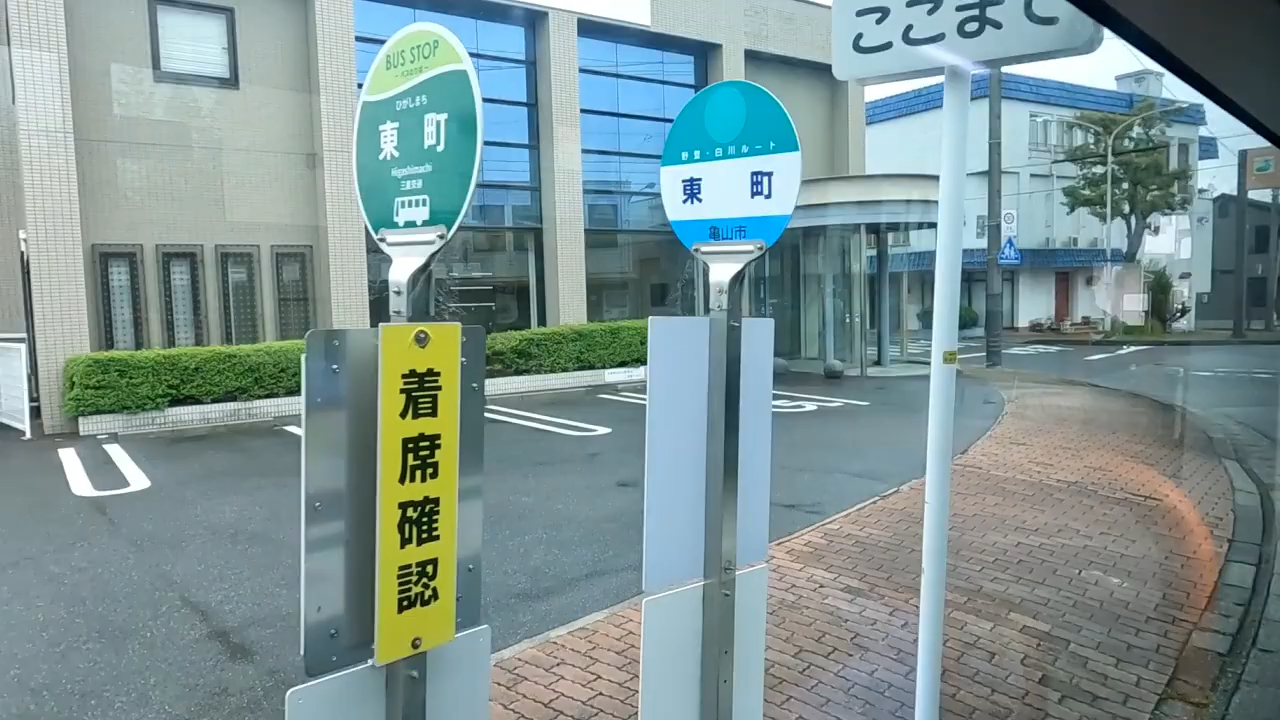 BUS STOP
ひがしまち
東町
Higashimachi
三重交通
着席確認
野登・白川ルート
東町
亀山市
ここまで